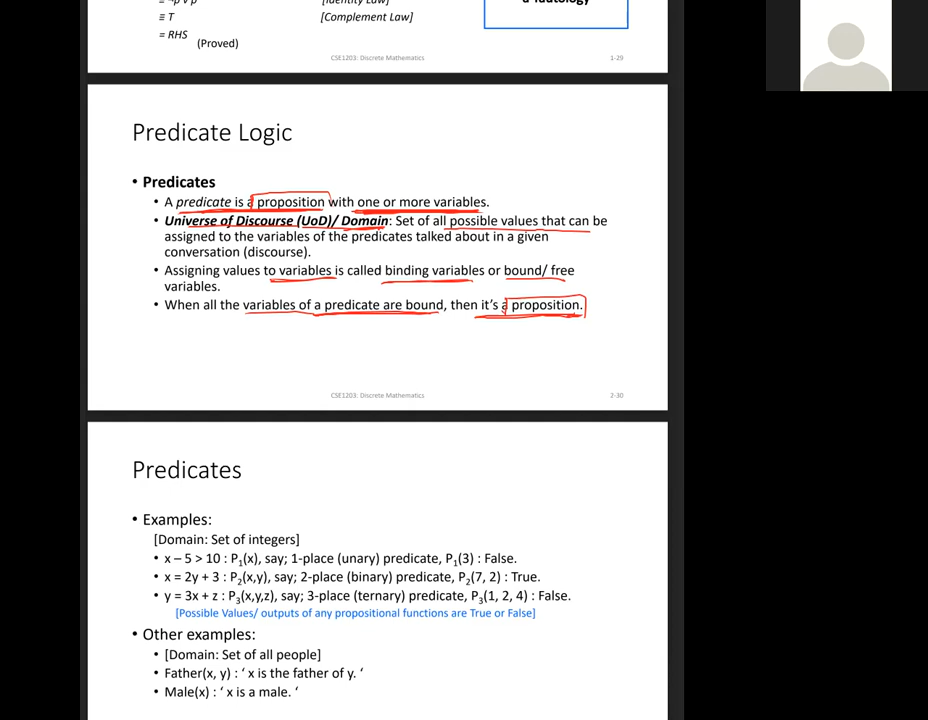 ≡ T [Complement Law]
= RHS
(Proved)
CSE1203: Discrete Mathematics 1-29
Predicate Logic
• Predicates
• A predicate is a proposition with one or more variables.
• Universe of Discourse (UoD)/ Domain: Set of all possible values that can be
assigned to the variables of the predicates talked about in a given
conversation (discourse).
• Assigning values to variables is called binding variables or bound/ free
variables.
• When all the variables of a predicate are bound, then it's a proposition.
CSE1203: Discrete Mathematics 2-30
Predicates
• Examples:
[Domain: Set of integers]
• x – 5 > 10 : P₁(x), say; 1-place (unary) predicate, P₁(3) : False.
• x = 2y + 3 : P₂(x,y), say; 2-place (binary) predicate, P₂(7, 2) : True.
• y = 3x + z : P₃(x,y,z), say; 3-place (ternary) predicate, P₃(1, 2, 4) : False.
[Possible Values/ outputs of any propositional functions are True or False]
• Other examples:
• [Domain: Set of all people]
• Father(x, y) : ‘ x is the father of y. ‘
• Male(x) : ‘ x is a male. ‘